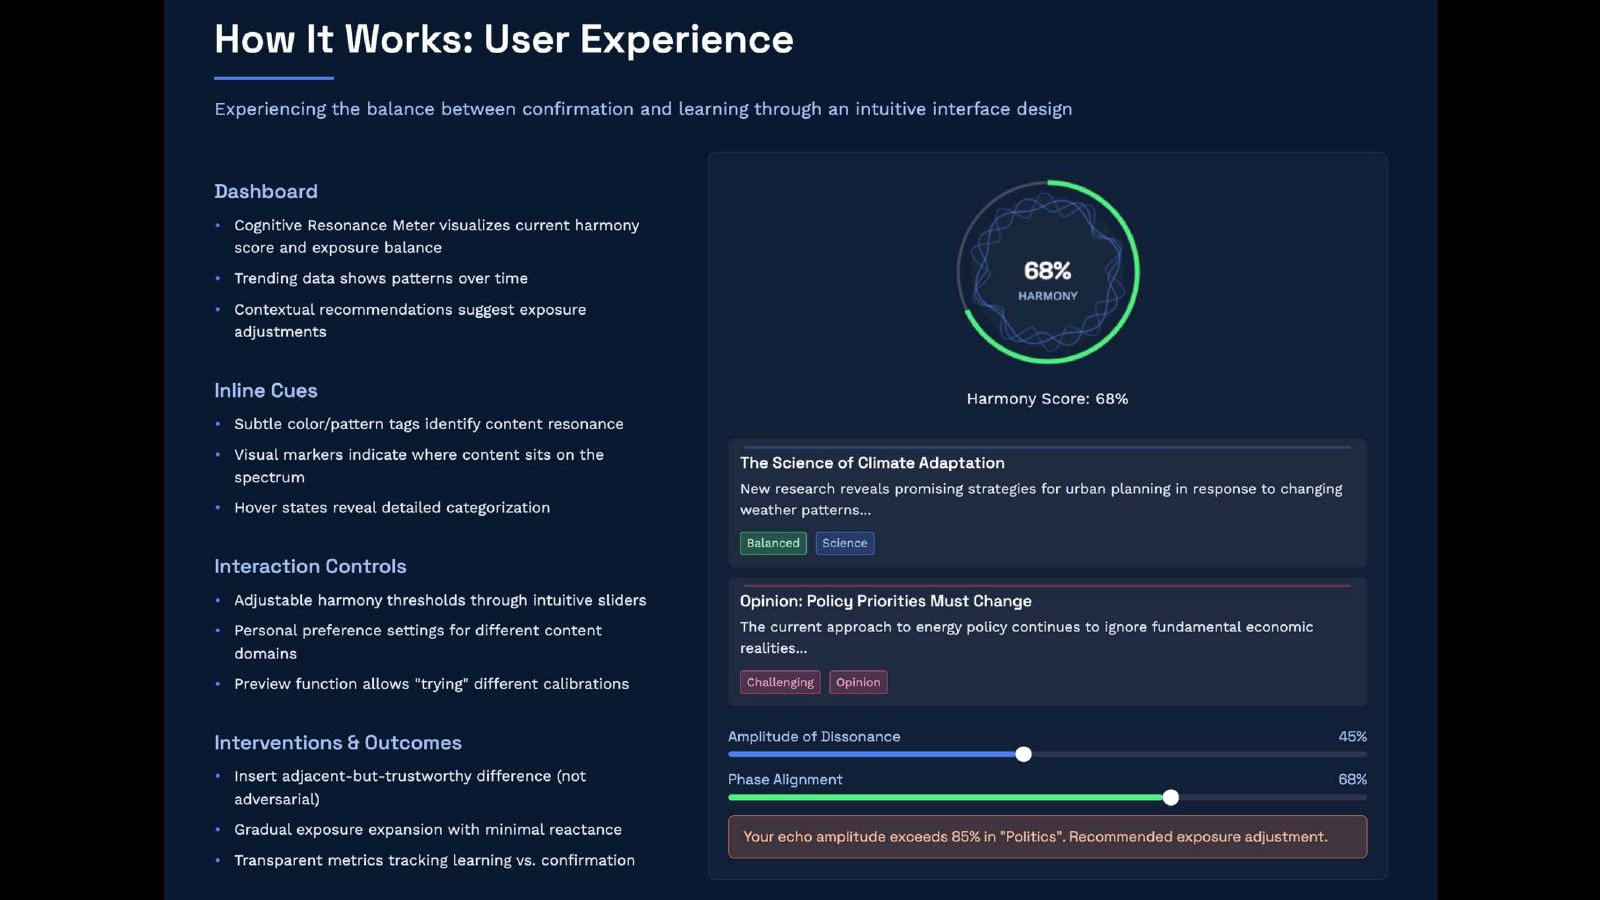 How It Works: User Experience
Experiencing the balance between confirmation and learning through an intuitive interface design
Dashboard
• Cognitive Resonance Meter visualizes current harmony
score and exposure balance
• Trending data shows patterns over time
• Contextual recommendations suggest exposure
adjustments
Inline Cues
• Subtle color/pattern tags identify content resonance
• Visual markers indicate where content sits on the
spectrum
• Hover states reveal detailed categorization
Interaction Controls
• Adjustable harmony thresholds through intuitive sliders
• Personal preference settings for different content
domains
• Preview function allows "trying" different calibrations
Interventions & Outcomes
• Insert adjacent-but-trustworthy difference (not
adversarial)
• Gradual exposure expansion with minimal reactance
• Transparent metrics tracking learning vs. confirmation
68%
HARMONY
Harmony Score: 68%
The Science of Climate Adaptation
New research reveals promising strategies for urban planning in response to changing
weather patterns...
Balanced Science
Opinion: Policy Priorities Must Change
The current approach to energy policy continues to ignore fundamental economic
realities...
Challenging Opinion
Amplitude of Dissonance 45%
Phase Alignment 68%
Your echo amplitude exceeds 85% in "Politics". Recommended exposure adjustment.